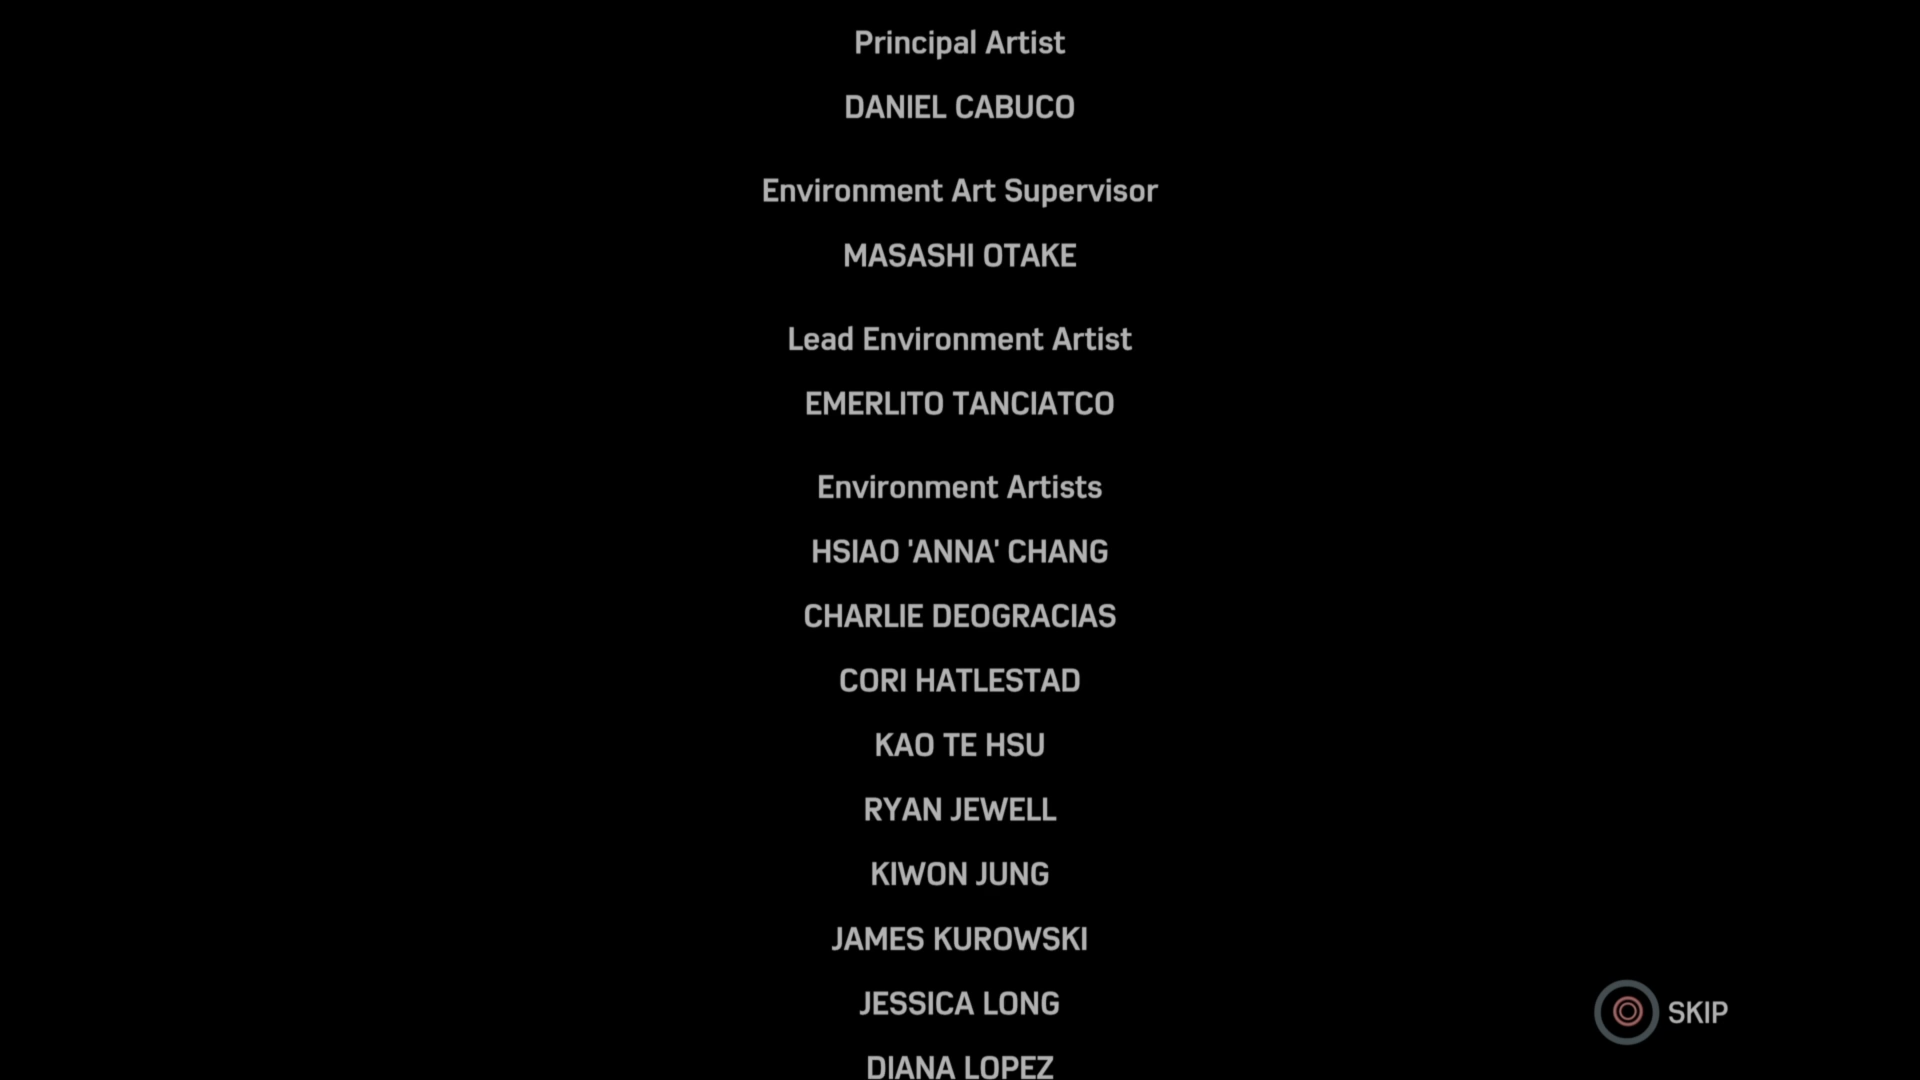 Principal Artist
DANIEL CABUCO
Environment Art Supervisor
MASASHI OTAKE
Lead Environment Artist
EMERLITO TANCIATCO
Environment Artists
HSIAO 'ANNA' CHANG
CHARLIE DEOGRACIAS
CORI HATLESTAD
KAO TE HSU
RYAN JEWELL
KIWON JUNG
JAMES KUROWSKI
JESSICA LONG
SKIP
DIANA LOPEZ